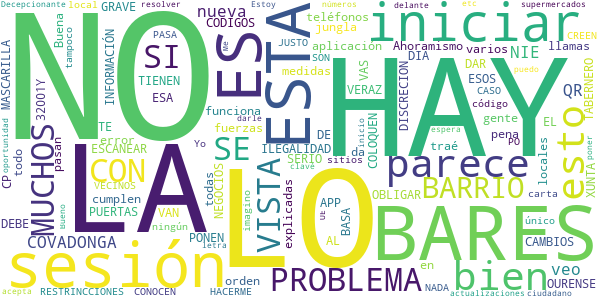 Decepcionante local GRAVE
resolver
Estoy números etc supermercados
delante CREEN
NO
MASCARILLA
Buena
tampoco
INFORMACIÓN
PASA
SI
TIENEN
ESA
nueva
CODIGOS
Me
ES
ESTA
teléfonos
jungla
aplicación
JUSTO
SON
medidas
iniciar
Ahoramismo
varios
NIE
llamas
DIA
DAR
ESOS
CASO
QR
VAS
VERAZ
DISCRECION
código
gente
pena
PO
HAY
TABERNERO
EL
esto
XUNTA
poner
puedo
oportunidad
CP
todo
MUCHOS
32001Y
pasan
LA
TE
error
ESCANEAR
CON
VECINOS
cumplen
PUERTAS
COVADONGA
DEBE
Bueno
funciona
darle
fuerzas
Yo
SE
todas
NEGOCIOS
VAN
ningún
PONEN
letra
ILEGALIDAD
DE
SERIO
sitios
da
inicio
clave
VISTA
explicadas
imagino
LO
APP
BASA
AL
COLOQUEN
espera
traé
parece
OBLIGAR
BARRIO
locales
carta
único
CAMBIOS
BARES
sesión
RESTRINCCIONES
acepta
CONOCEN
orden
HACERME
Ut
PROBLEMA
en
NADA
bien
veo
OURENSE
actualizaciones
ciudadano